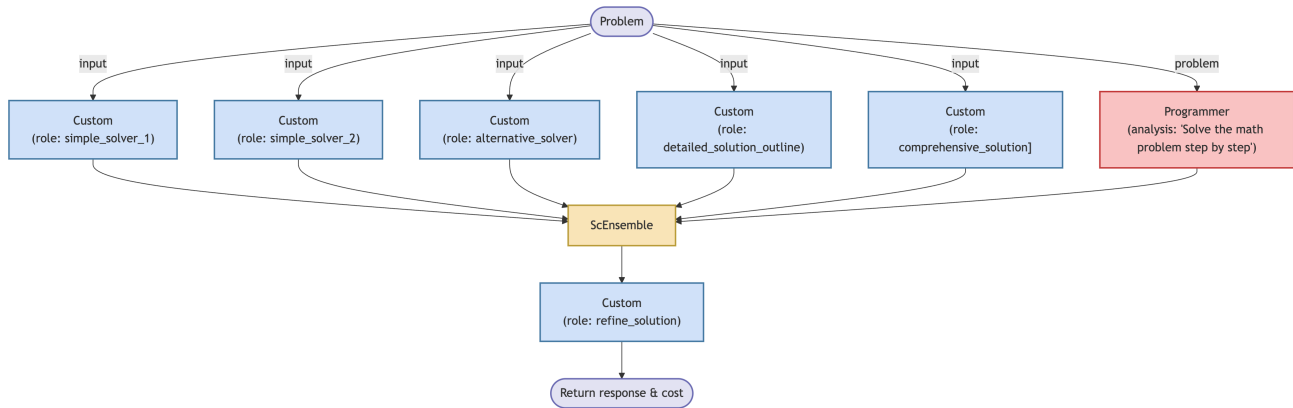 Problem
input
input
input
input
input
problem
Custom
(role: simple_solver_1)
Custom
(role: simple_solver_2)
Custom
(role: alternative_solver)
Custom
(role:
detailed_solution_outline)
Custom
(role:
comprehensive_solution]
Programmer
(analysis: 'Solve the math
problem step by step')
ScEnsemble
Custom
(role: refine_solution)
Return response & cost